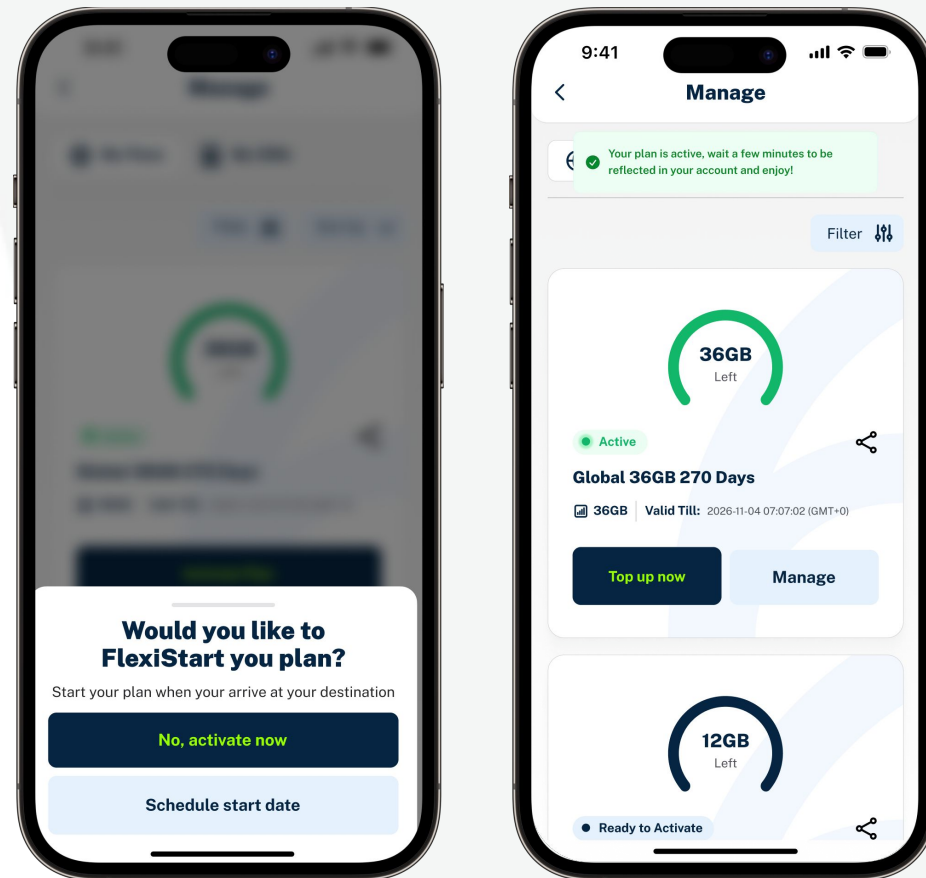 Would you like to
FlexiStart you plan?
Start your plan when your arrive at your destination
No, activate now
Schedule start date
9:41
Manage
Your plan is active, wait a few minutes to be
reflected in your account and enjoy!
Filter
36GB
Left
Active
Global 36GB 270 Days
36GB Valid Till: 2026-11-04 07:07:02 (GMT+0)
Top up now Manage
12GB
Left
Ready to Activate